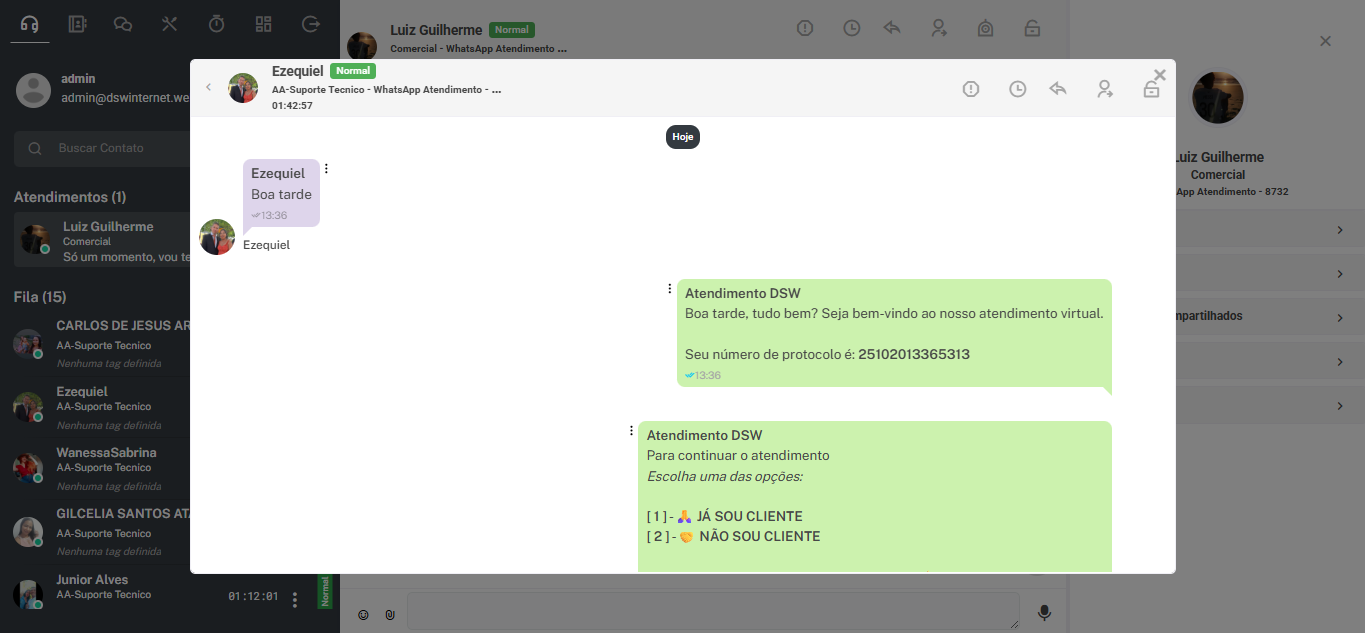 Luiz Guilherme Normal
Comercial - WhatsApp Atendimento ...
admin
admin@dswinternet.we
Buscar Contato
Atendimentos (1)
Luiz Guilherme
Comercial
Só um momento, vou te
Fila (15)
CARLOS DE JESUS AR
AA-Suporte Tecnico
Nenhuma tag definida
Ezequiel
AA-Suporte Tecnico
Nenhuma tag definida
WanessaSabrina
AA-Suporte Tecnico
Nenhuma tag definida
GILCELIA SANTOS ATA
AA-Suporte Tecnico
Nenhuma tag definida
Junior Alves
AA-Suporte Tecnico
01:12:01
Normal
Ezequiel Normal
AA-Suporte Tecnico - WhatsApp Atendimento - ...
01:42:57
Hoje
Ezequiel
Boa tarde
13:36
Ezequiel
Atendimento DSW
Boa tarde, tudo bem? Seja bem-vindo ao nosso atendimento virtual.
Seu número de protocolo é: 25102013365313
13:36
Atendimento DSW
Para continuar o atendimento
Escolha uma das opções:
[ 1 ] - 🙏 JÁ SOU CLIENTE
[ 2 ] - 🤝 NÃO SOU CLIENTE
Luiz Guilherme
Comercial
App Atendimento - 8732
mpartilhados